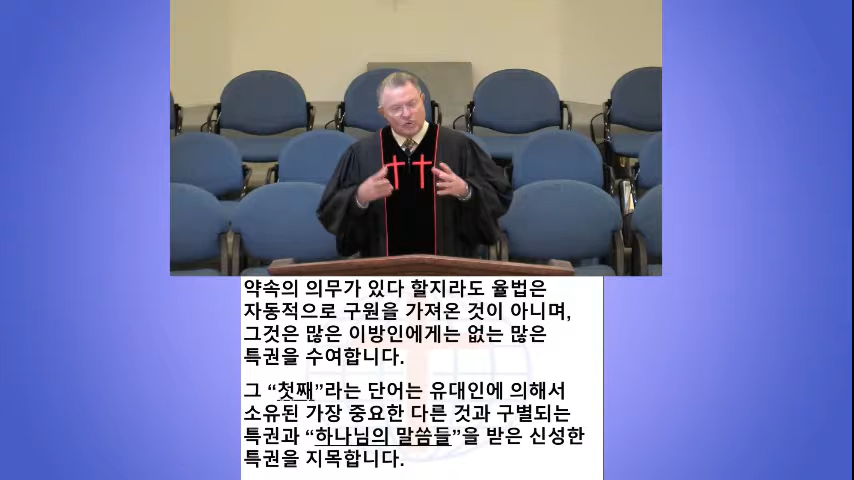 약속의 의무가 있다 할지라도 율법은
자동적으로 구원을 가져온 것이 아니며,
그것은 많은 이방인에게는 없는 많은
특권을 수여합니다.
그 “첫째”라는 단어는 유대인에 의해서
소유된 가장 중요한 다른 것과 구별되는
특권과 “하나님의 말씀들”을 받은 신성한
특권을 지목합니다.